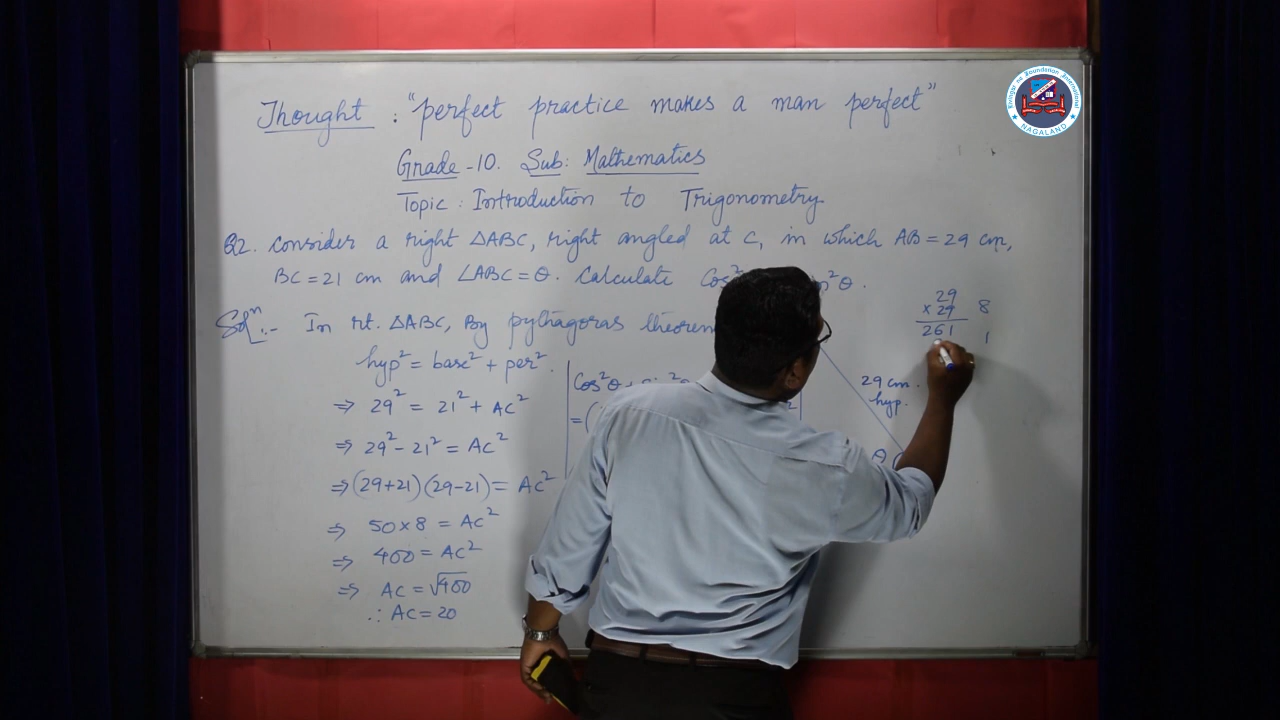 Thought : "perfect practice makes a man perfect"
Grade - 10. Sub: Mathematics
Topic : Introduction to Trigonometry.
Q2. consider a right △ABC, right angled at C, in which AB = 29 cm,
BC = 21 cm and ∠ABC = θ. Calculate Cos²θ.
Solⁿ:- In rt. △ABC, By pythagoras theorem
hyp² = base² + per².
⇒ 29² = 21² + AC²
⇒ 29² - 21² = AC²
⇒ (29+21) (29-21) = AC²
⇒ 50 × 8 = AC²
⇒ 400 = AC²
⇒ AC = √400
∴ AC = 20
Cos²θ +
= (
29 cm.
hyp.
θ
29
× 29
261
8
1
NAGALAND